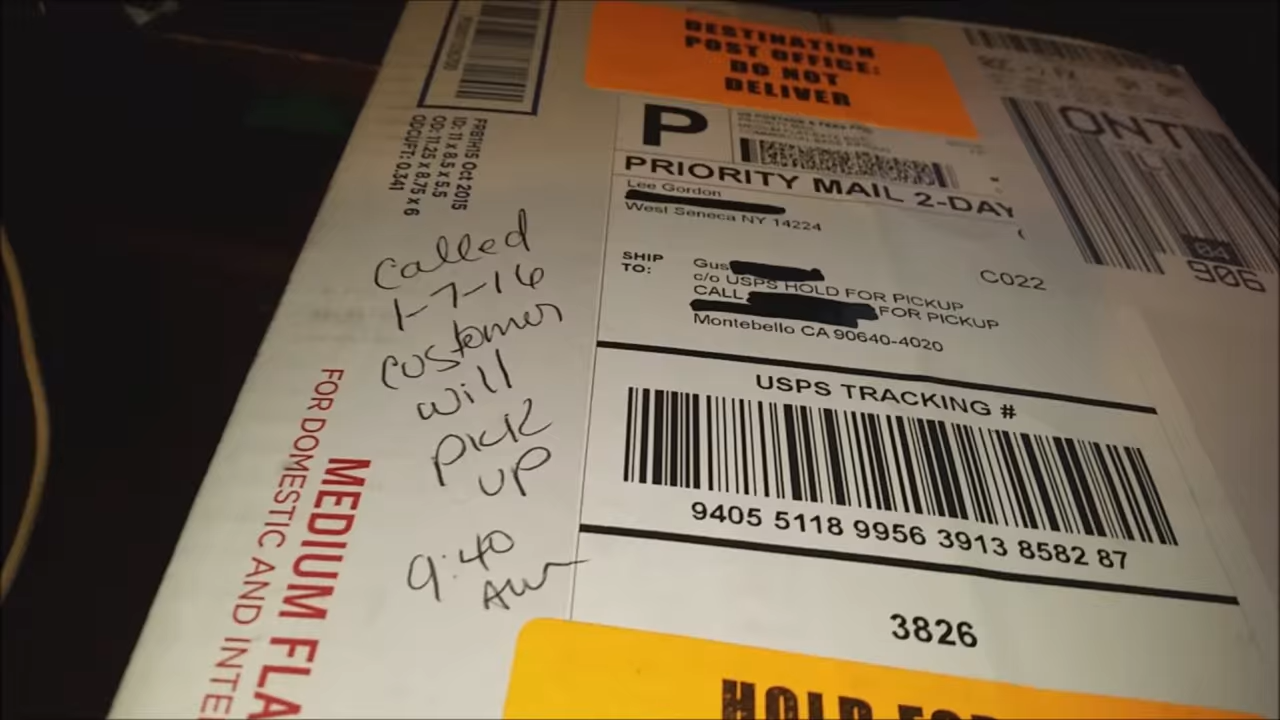 DESTINATION
POST OFFICE:
DO NOT
DELIVER
P
PRIORITY MAIL 2-DAY
Lee Gordon
West Seneca NY 14224
C022
SHIP
TO:
Gus
c/o USPS HOLD FOR PICKUP
CALL FOR PICKUP
Montebello CA 90640-4020
USPS TRACKING #
9405 5118 9956 3913 8582 87
3826
HOLD FO
ONT
906
FRB1H15 Oct 2015
ID: 11 x 8.5 x 5.5
OD: 11.25 x 8.75 x 6
ODCUFT: 0.341
called
1-7-16
customer
will
pick
up
9:40
AM
MEDIUM FLA
FOR DOMESTIC AND INTE